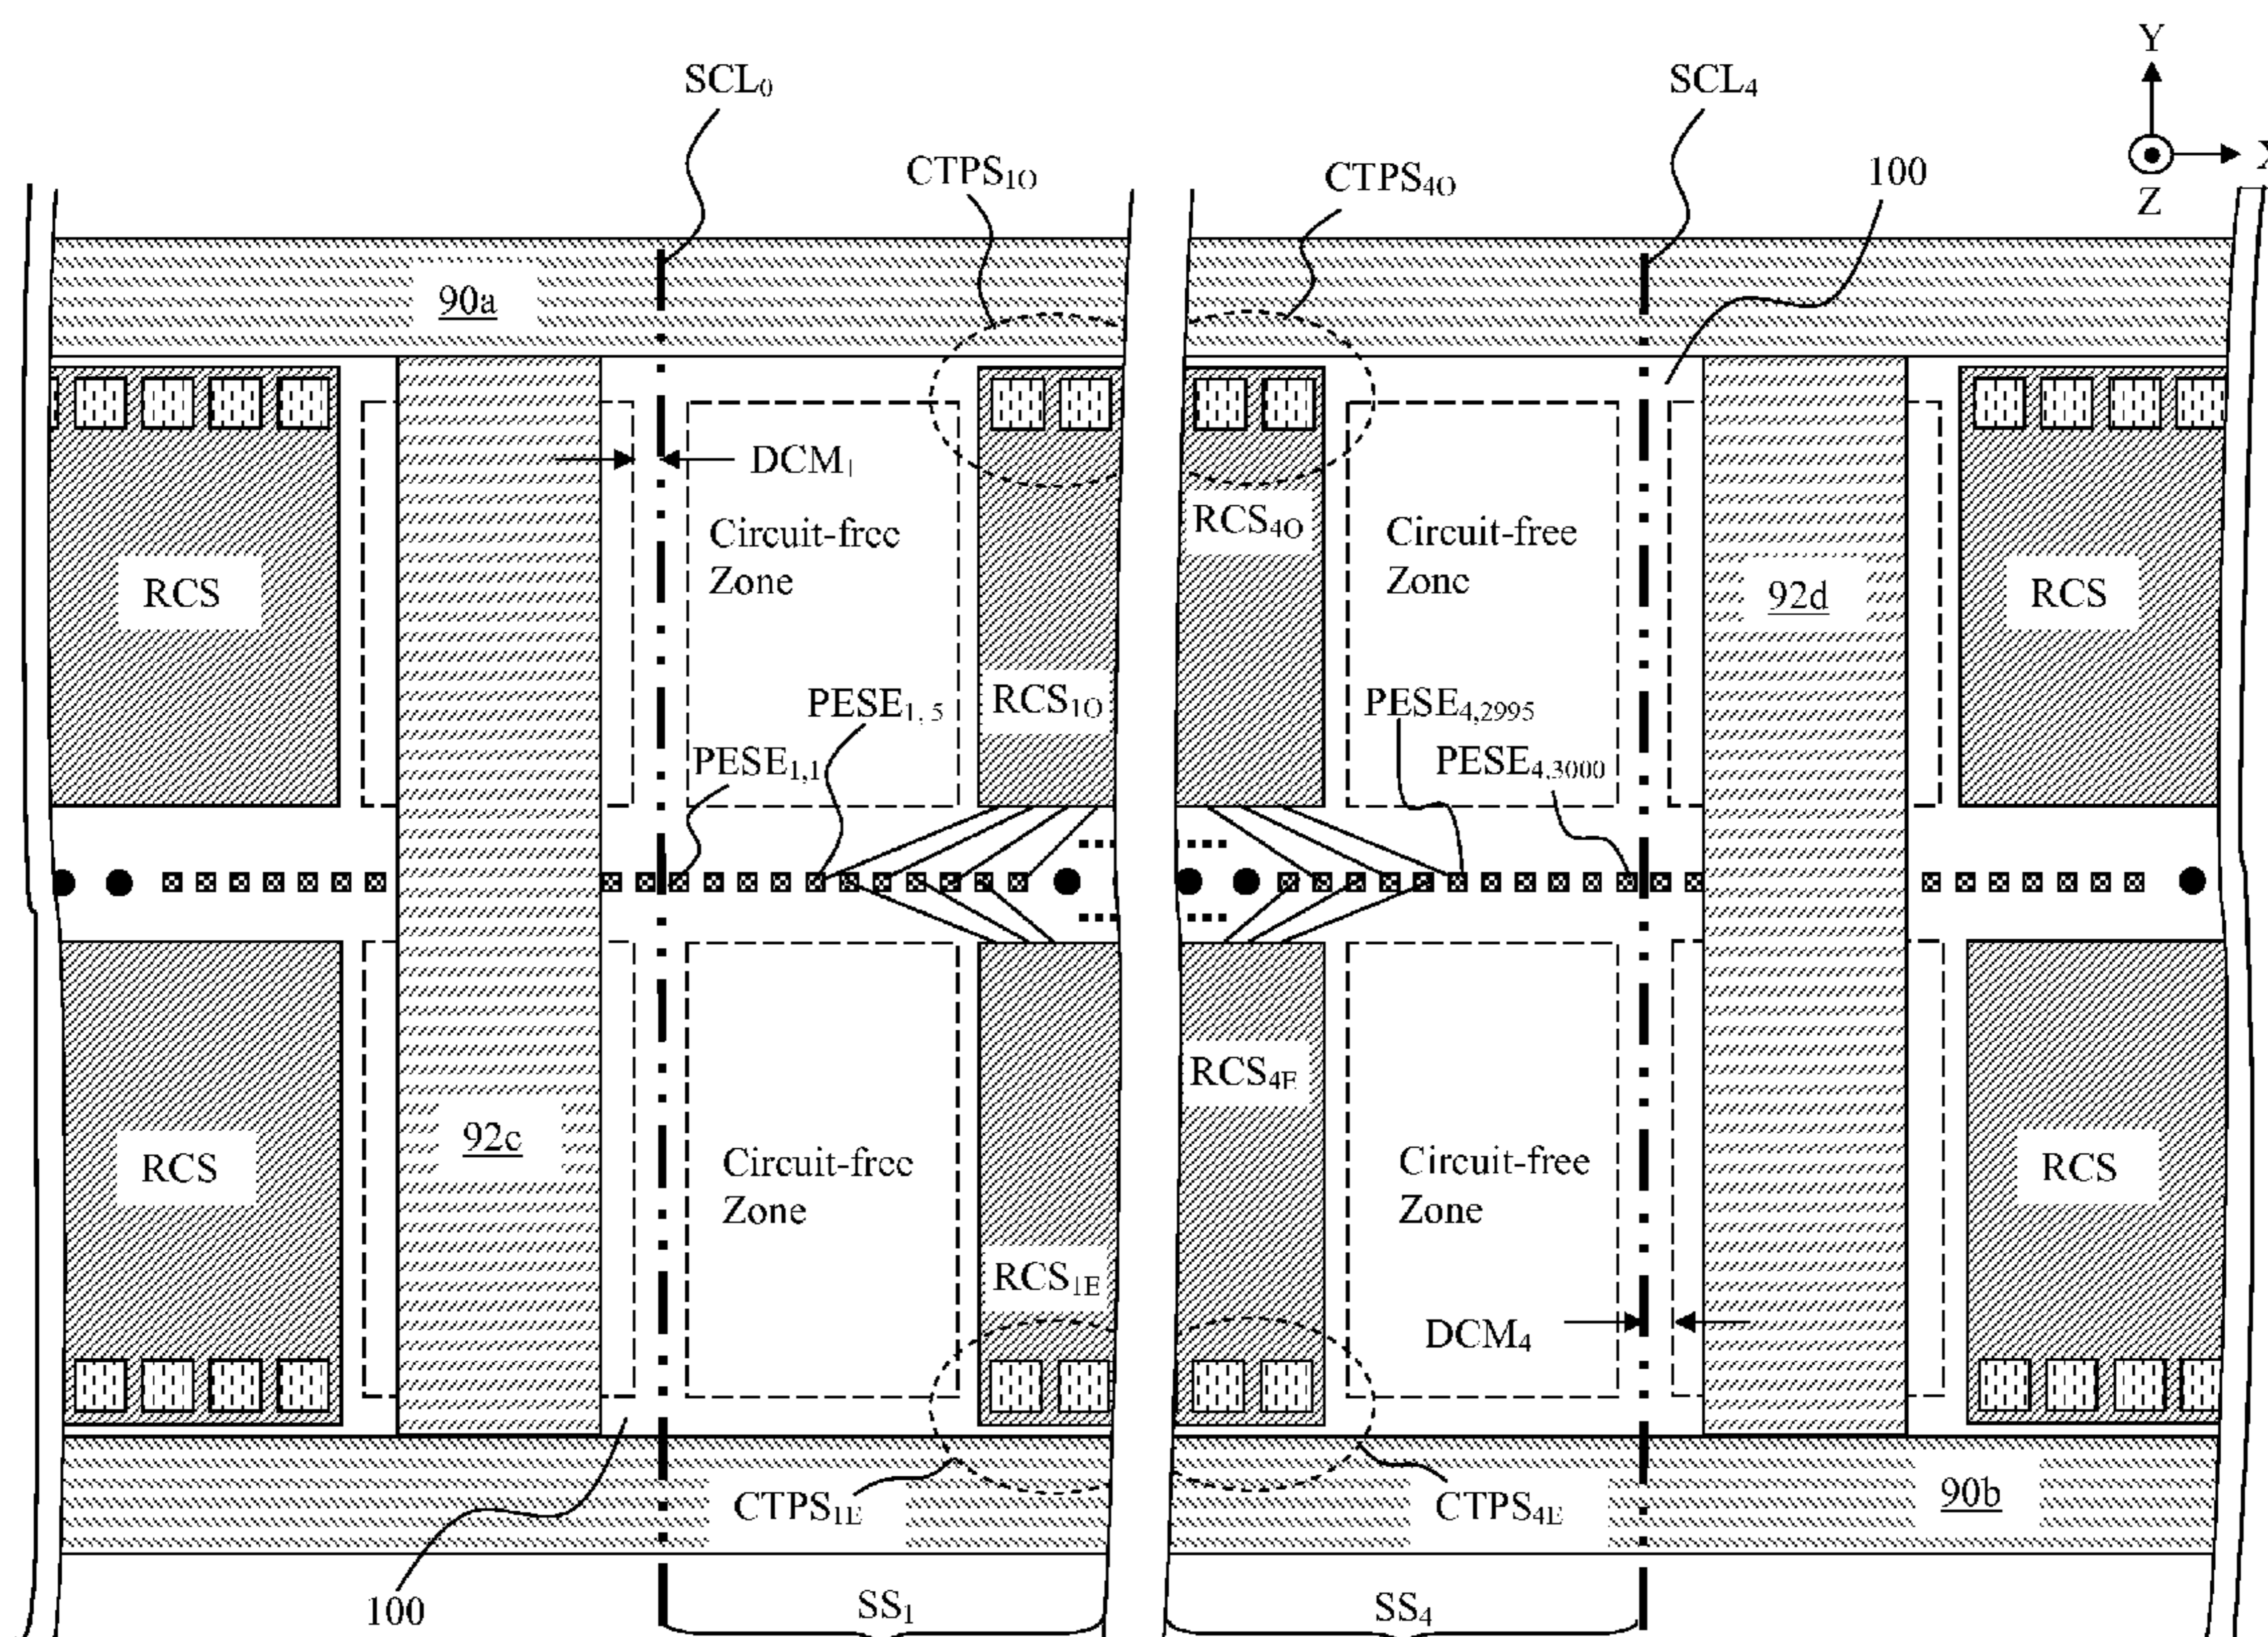 Y
SCL₀
SCL₄
X
Z
CTPS₁O
CTPS₄O
100
90a
DCM₁
Circuit-free
Zone
RCS₄O
Circuit-free
Zone
RCS
92d
RCS
RCS₁O
PESE₁,₅
PESE₄,₂₉₉₅
PESE₁,₁
PESE₄,₃₀₀₀
RCS₄E
92c
RCS
Circuit-free
Zone
Circuit-free
Zone
RCS
RCS₁E
DCM₄
CTPS₁E
CTPS₄E
90b
100
SS₁
SS₄